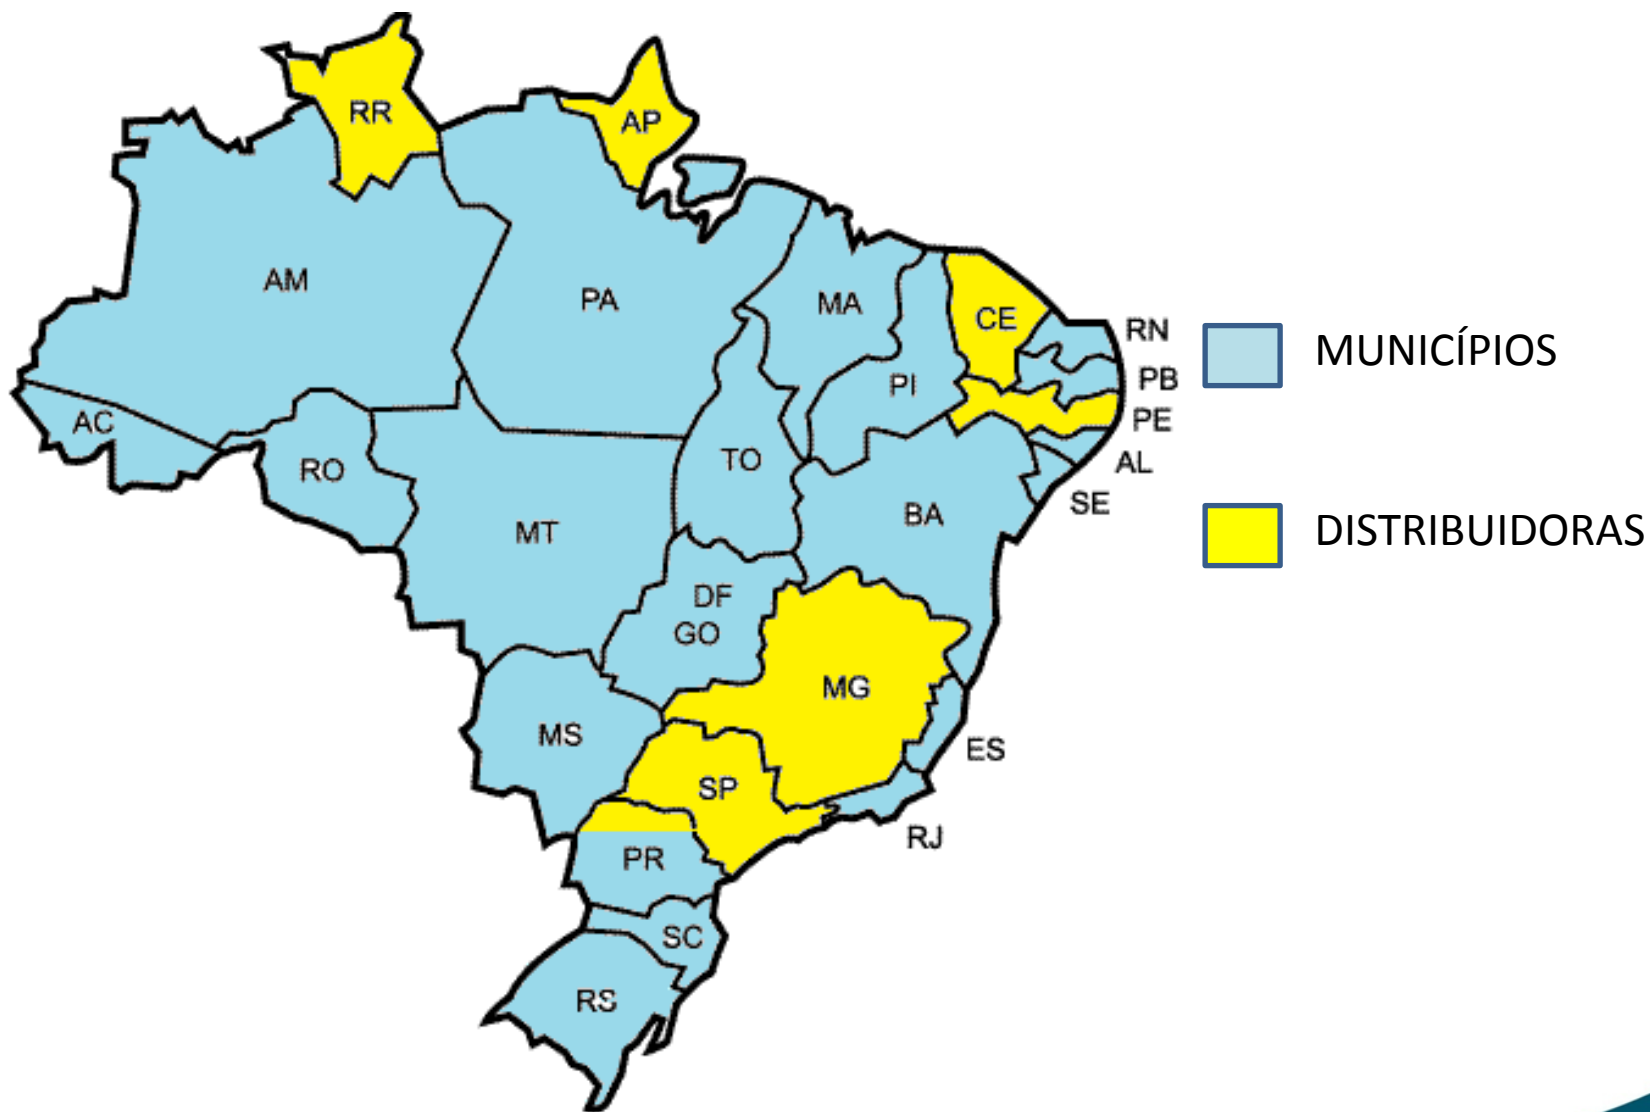 RR
AP
AM
PA
MA
CE
RN
PI
PB
PE
AC
AL
RO
TO
SE
BA
MT
DF
GO
MG
MS
ES
SP
RJ
PR
SC
RS
MUNICÍPIOS
DISTRIBUIDORAS